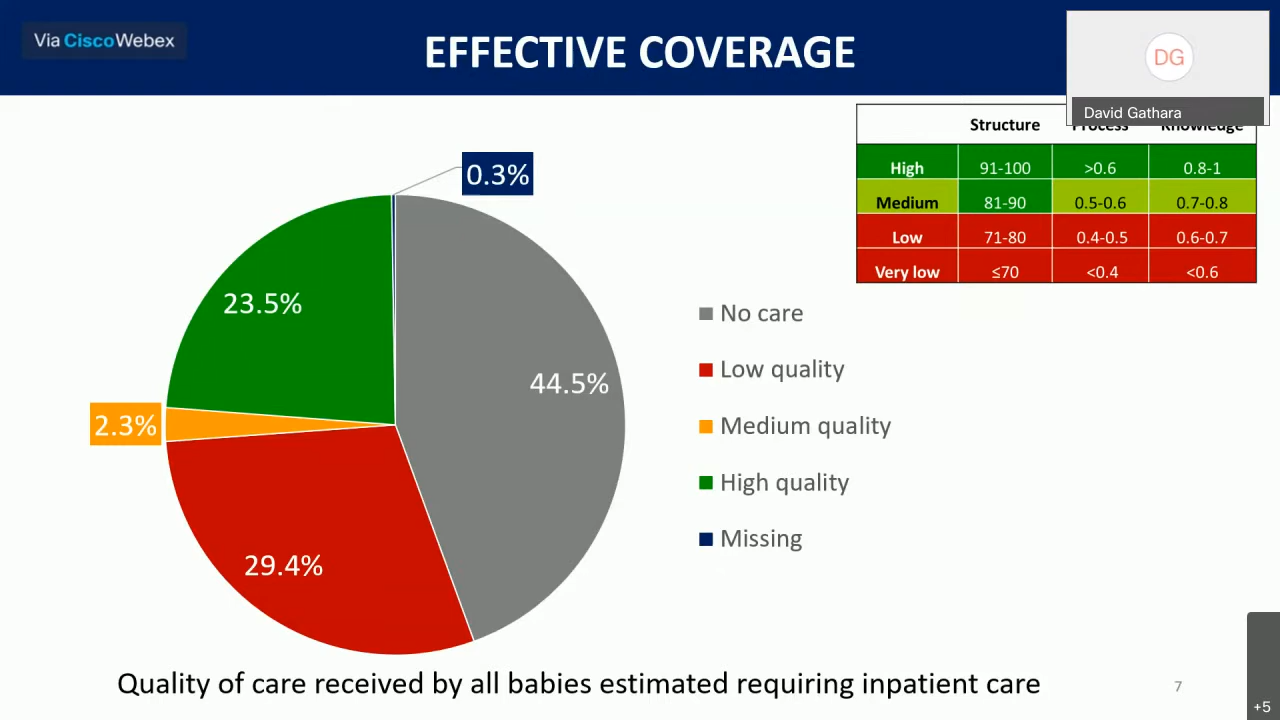 Via CiscoWebex
EFFECTIVE COVERAGE
DG
David Gathara
Structure Process Knowledge
High 91-100 >0.6 0.8-1
Medium 81-90 0.5-0.6 0.7-0.8
Low 71-80 0.4-0.5 0.6-0.7
Very low ≤70 <0.4 <0.6
0.3%
23.5%
44.5%
2.3%
29.4%
No care
Low quality
Medium quality
High quality
Missing
Quality of care received by all babies estimated requiring inpatient care
7
+5